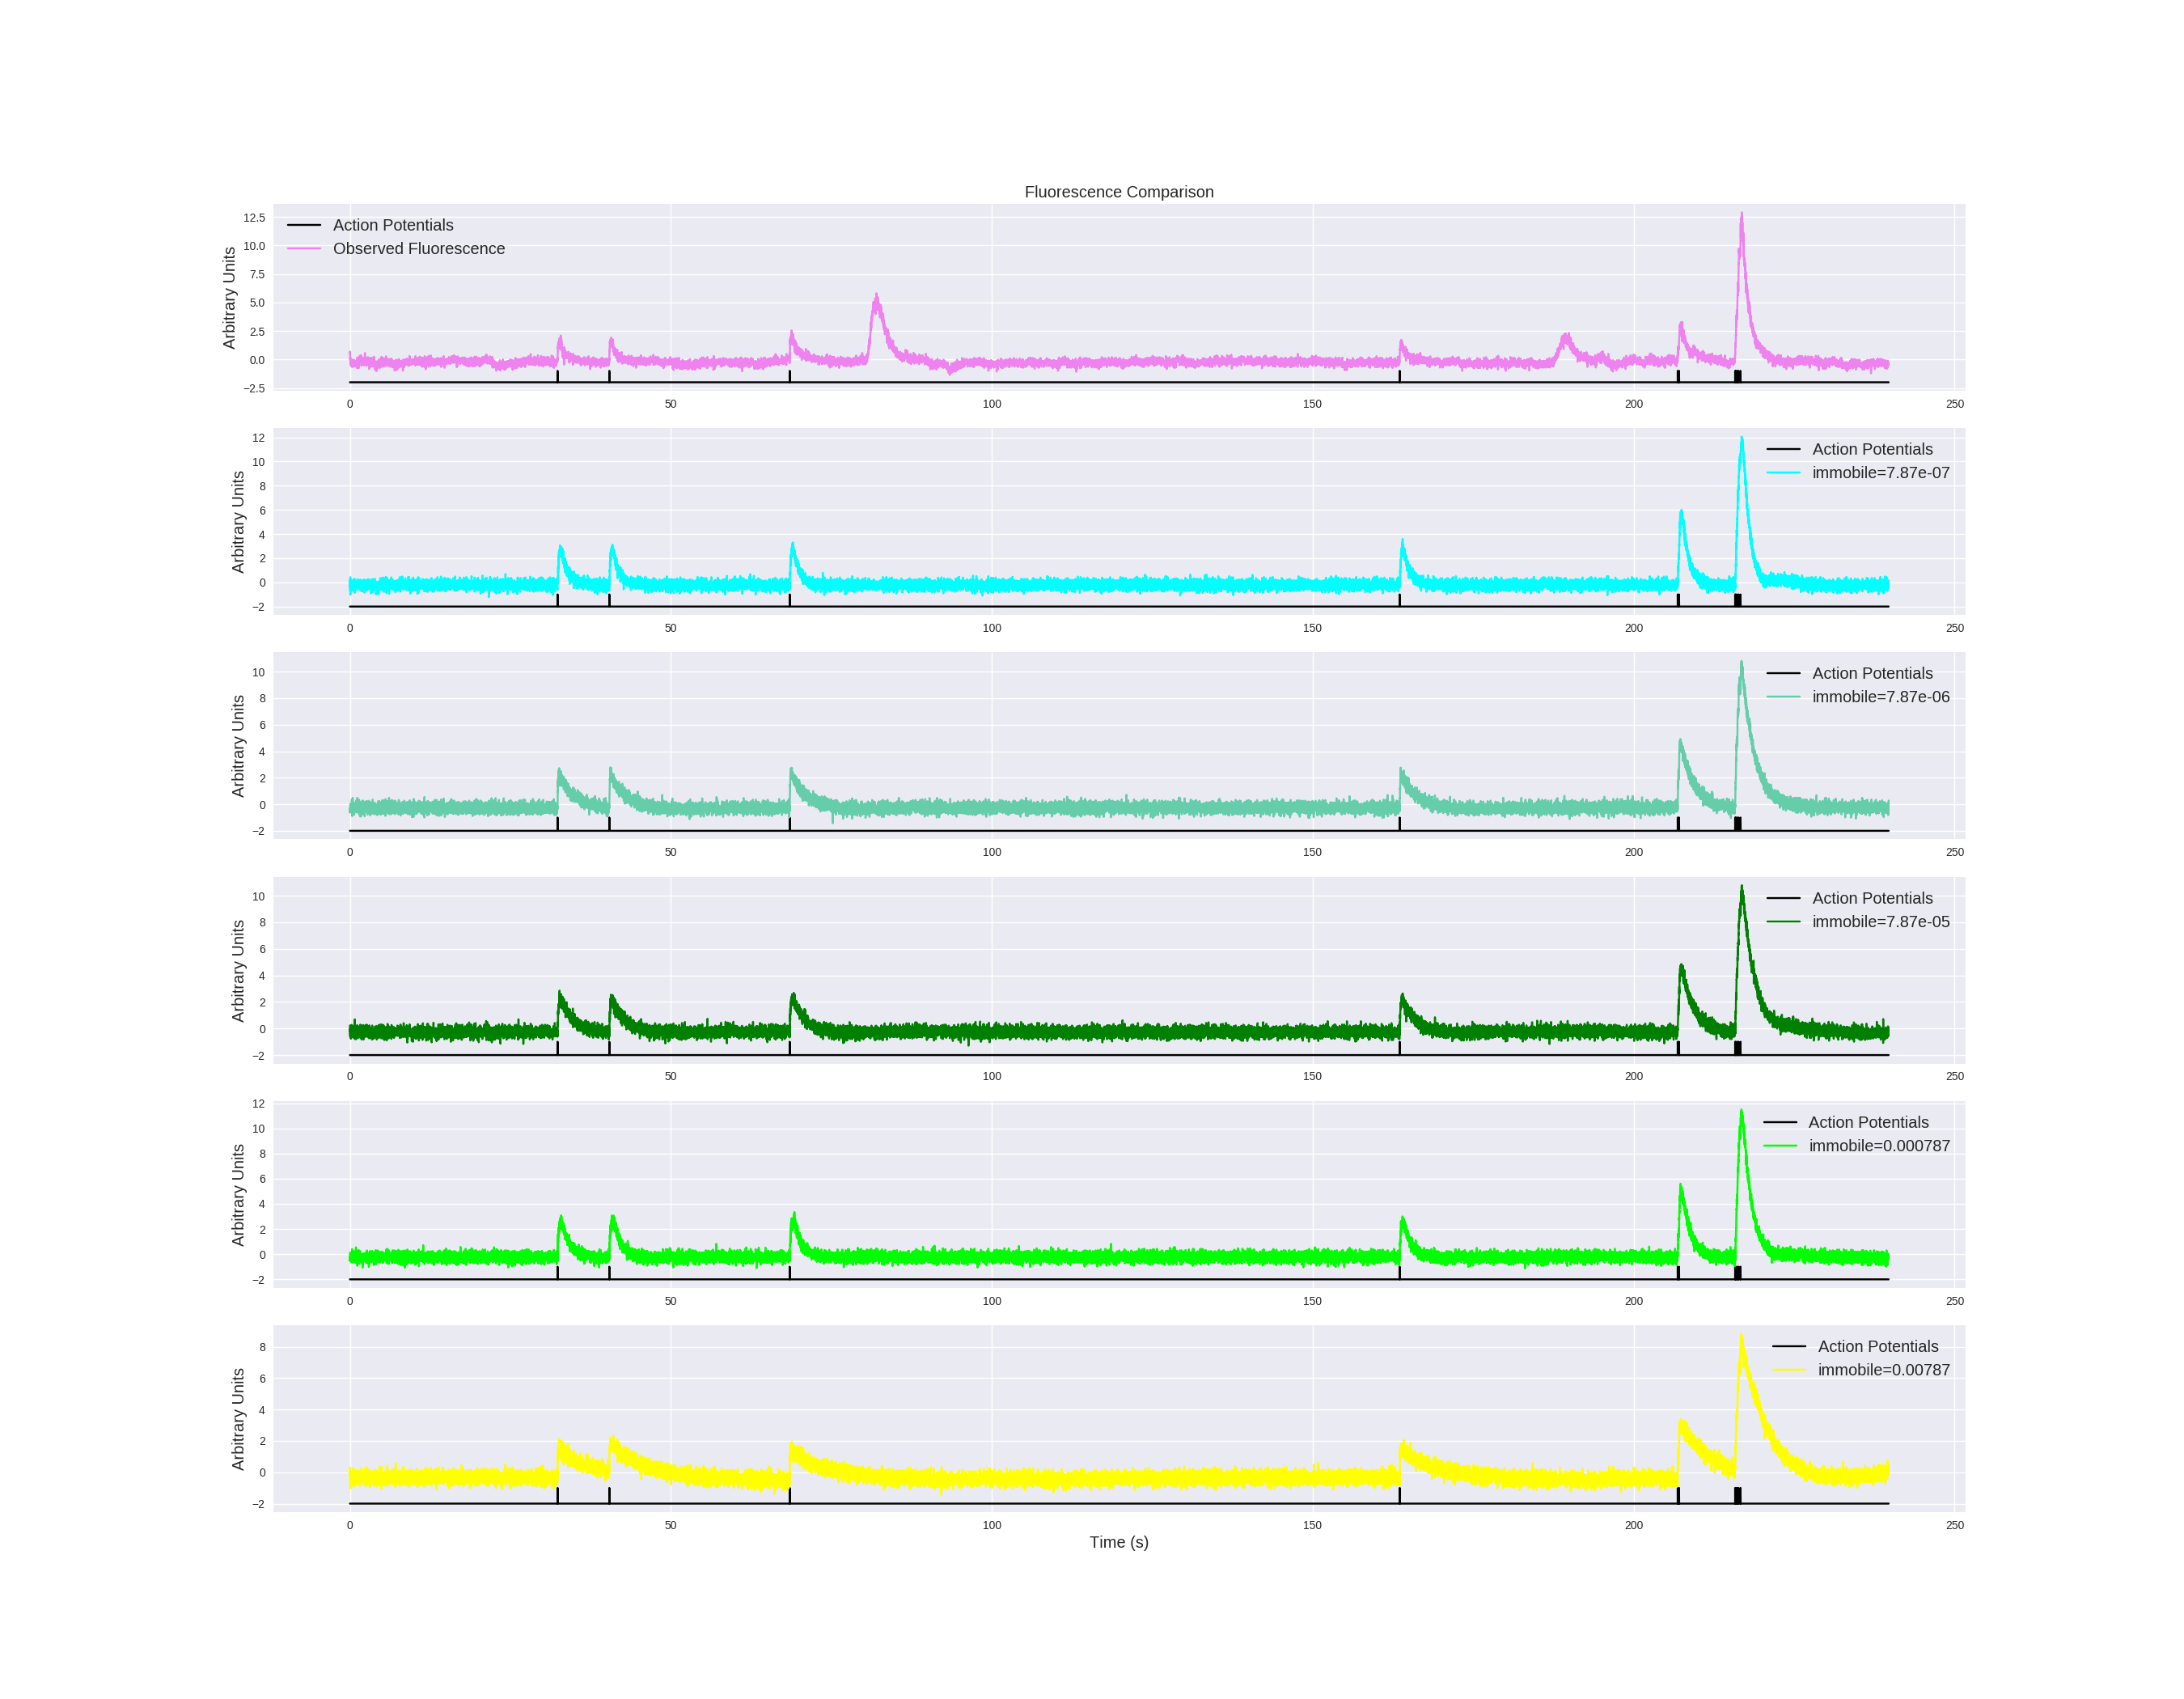 Fluorescence Comparison
Action Potentials
Observed Fluorescence
Arbitrary Units
12.5
10.0
7.5
5.0
2.5
0.0
−2.5
0 50 100 150 200 250
Action Potentials
immobile=7.87e-07
Arbitrary Units
12
10
8
6
4
2
0
−2
0 50 100 150 200 250
Action Potentials
immobile=7.87e-06
Arbitrary Units
10
8
6
4
2
0
−2
0 50 100 150 200 250
Action Potentials
immobile=7.87e-05
Arbitrary Units
10
8
6
4
2
0
−2
0 50 100 150 200 250
Action Potentials
immobile=0.000787
Arbitrary Units
12
10
8
6
4
2
0
−2
0 50 100 150 200 250
Action Potentials
immobile=0.00787
Arbitrary Units
8
6
4
2
0
−2
0 50 100 150 200 250
Time (s)